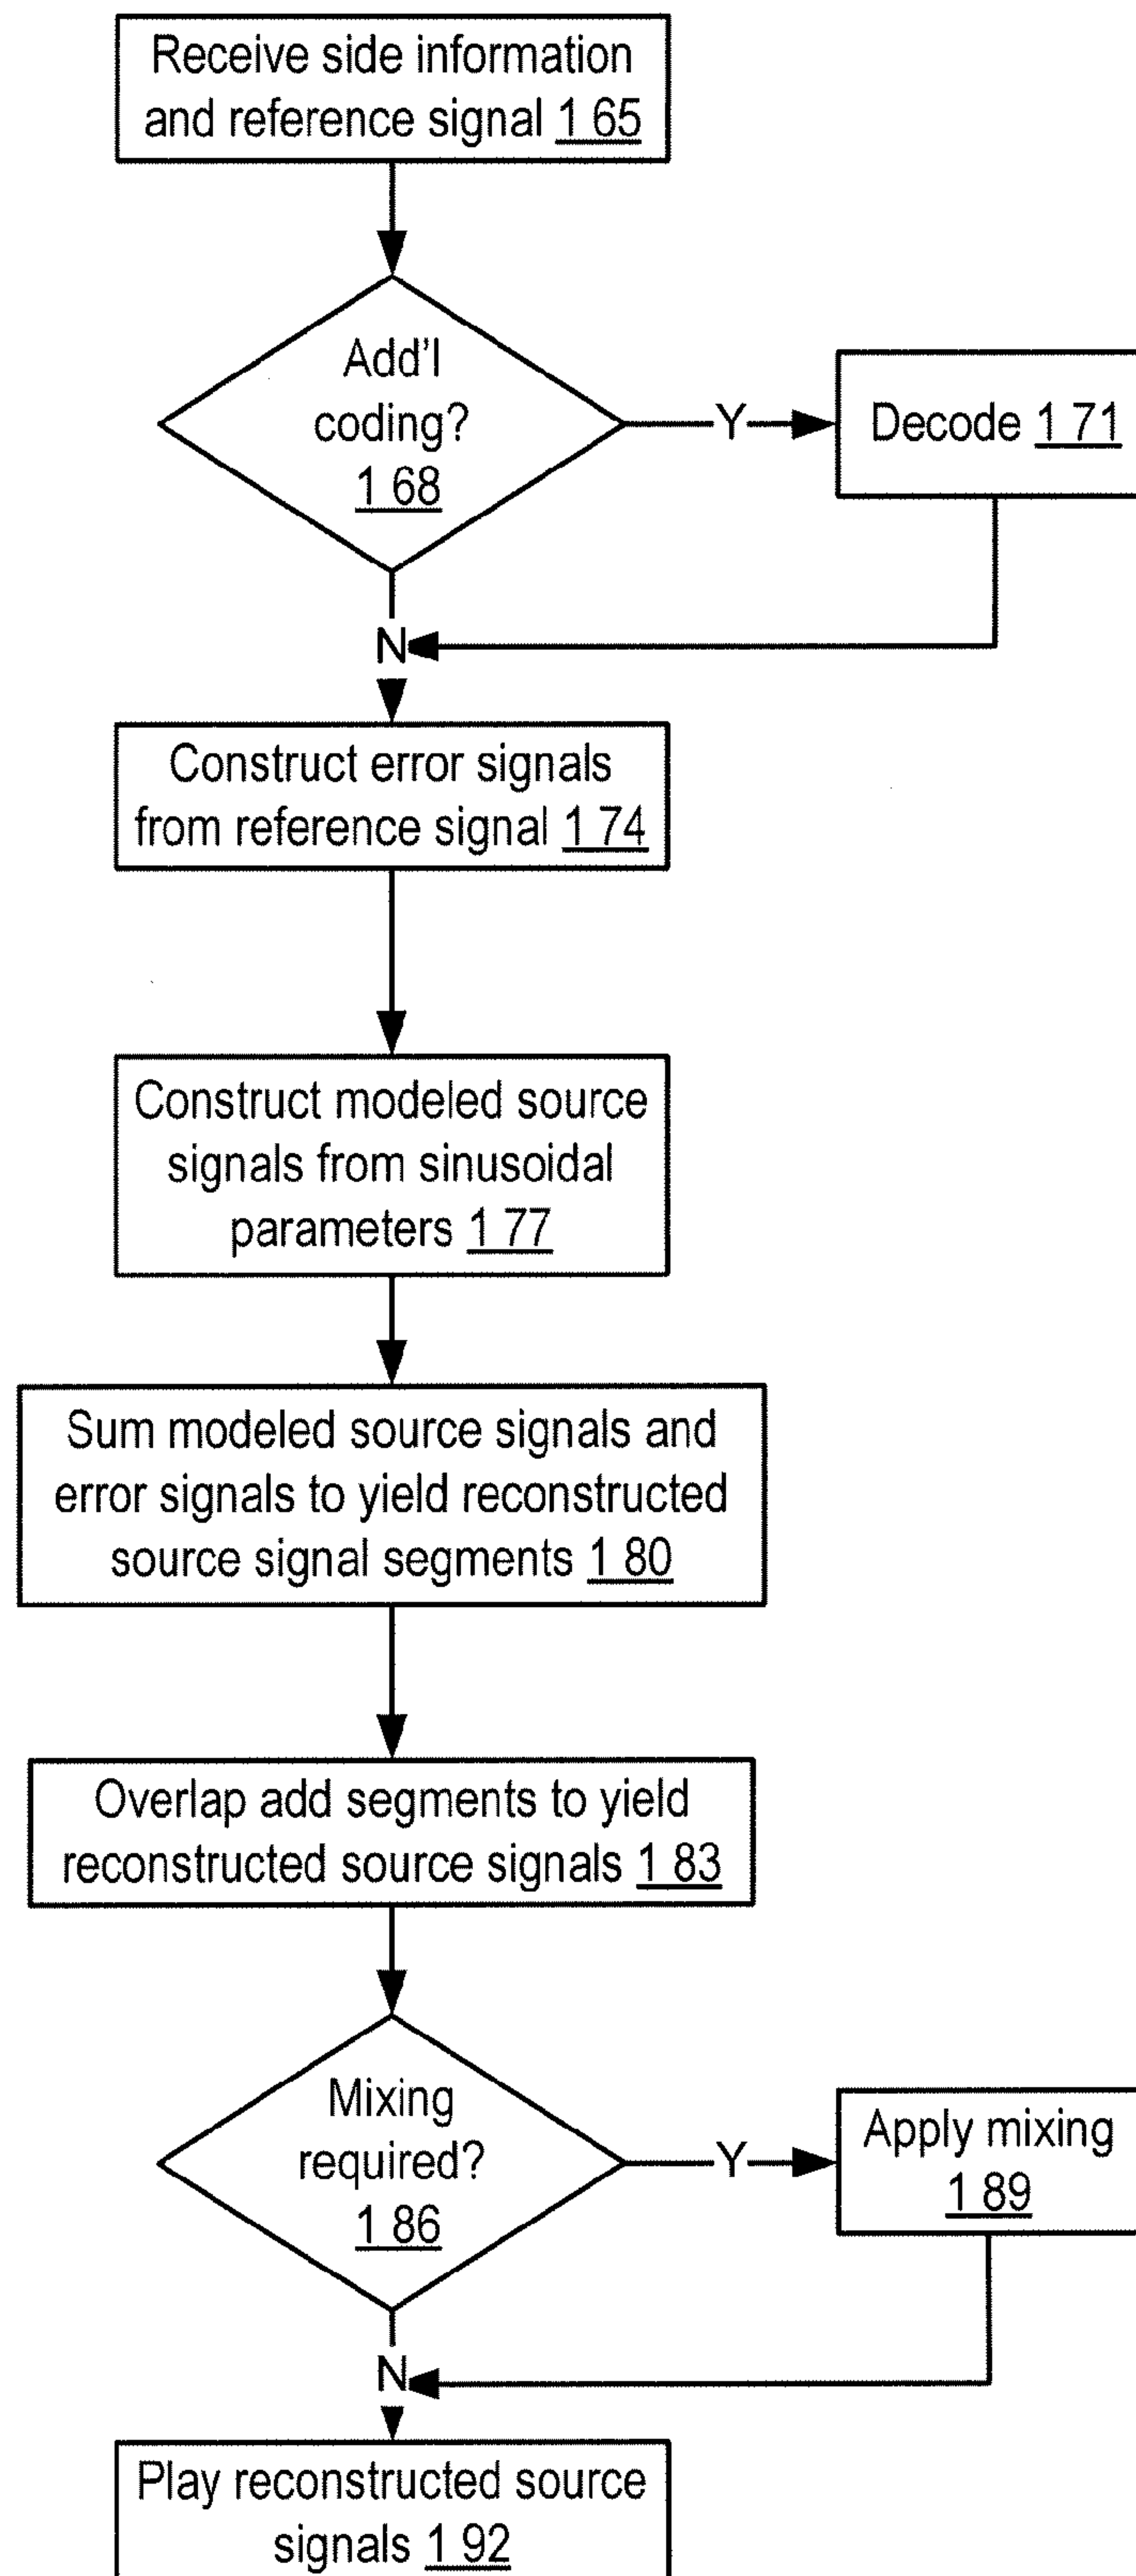 Receive side information
and reference signal 1 65
Add'l
coding?
1 68
Y
Decode 1 71
N
Construct error signals
from reference signal 1 74
Construct modeled source
signals from sinusoidal
parameters 1 77
Sum modeled source signals and
error signals to yield reconstructed
source signal segments 1 80
Overlap add segments to yield
reconstructed source signals 1 83
Mixing
required?
1 86
Y
Apply mixing
1 89
N
Play reconstructed source
signals 1 92